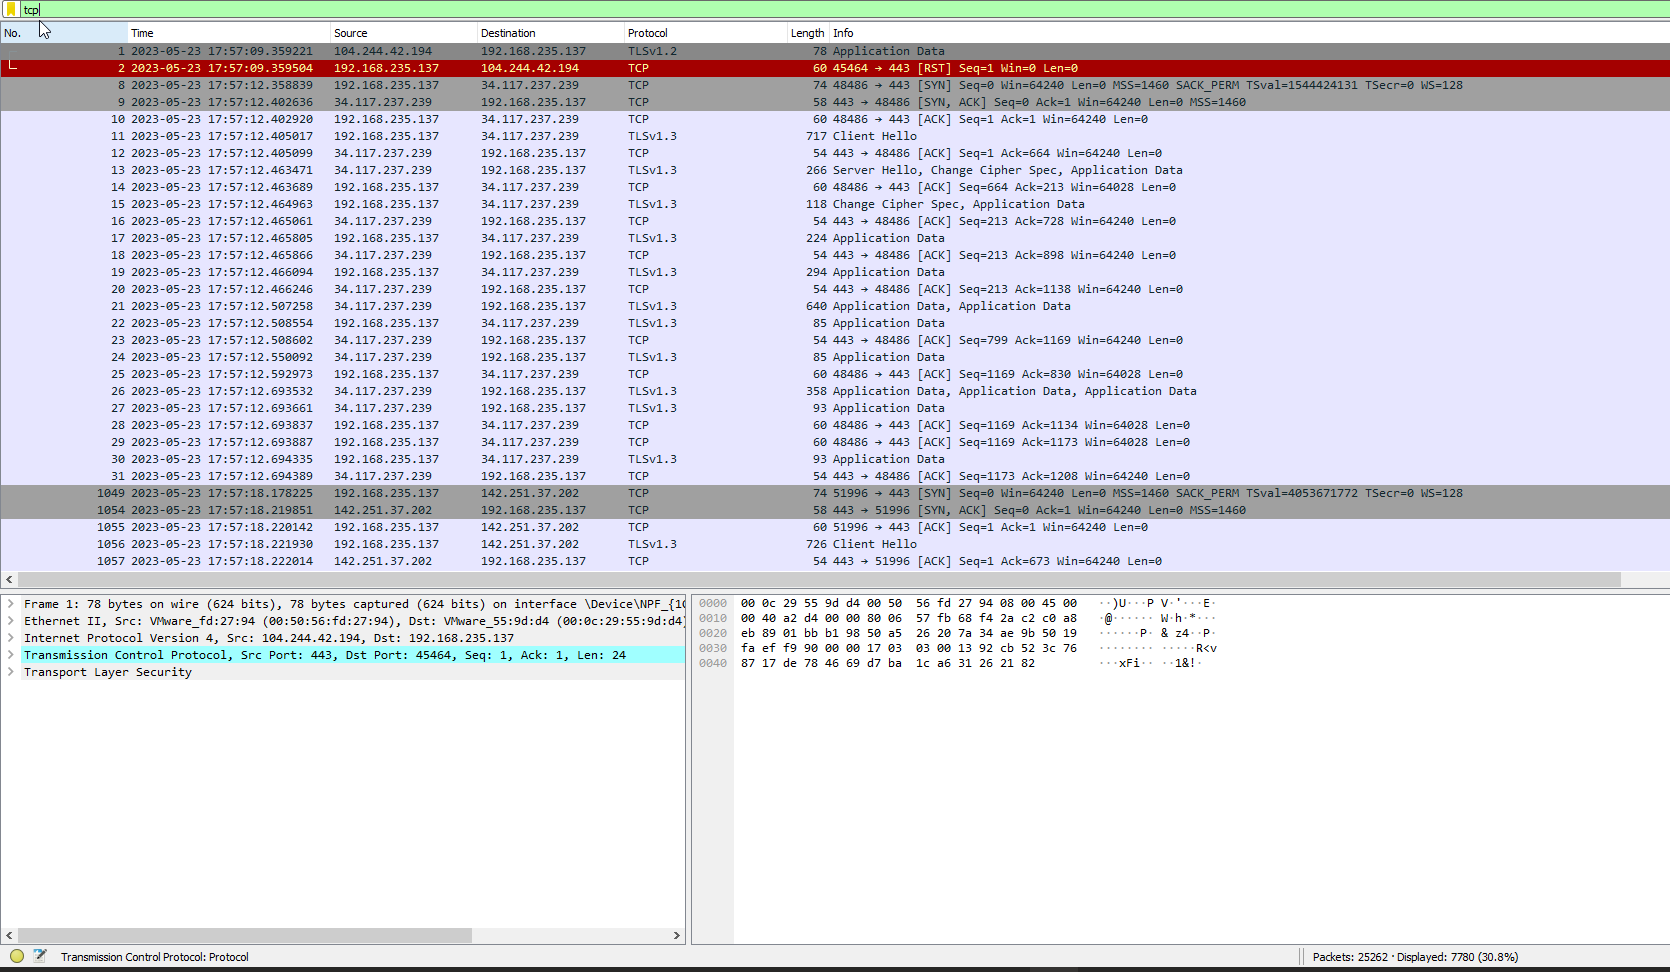 tcp
No. Time Source Destination Protocol Length Info
1 2023-05-23 17:57:09.359221 104.244.42.194 192.168.235.137 TLSv1.2 78 Application Data
2 2023-05-23 17:57:09.359504 192.168.235.137 104.244.42.194 TCP 60 45464 → 443 [RST] Seq=1 Win=0 Len=0
8 2023-05-23 17:57:12.358839 192.168.235.137 34.117.237.239 TCP 74 48486 → 443 [SYN] Seq=0 Win=64240 Len=0 MSS=1460 SACK_PERM TSval=1544424131 TSecr=0 WS=128
9 2023-05-23 17:57:12.402636 34.117.237.239 192.168.235.137 TCP 58 443 → 48486 [SYN, ACK] Seq=0 Ack=1 Win=64240 Len=0 MSS=1460
10 2023-05-23 17:57:12.402920 192.168.235.137 34.117.237.239 TCP 60 48486 → 443 [ACK] Seq=1 Ack=1 Win=64240 Len=0
11 2023-05-23 17:57:12.405017 192.168.235.137 34.117.237.239 TLSv1.3 717 Client Hello
12 2023-05-23 17:57:12.405099 34.117.237.239 192.168.235.137 TCP 54 443 → 48486 [ACK] Seq=1 Ack=664 Win=64240 Len=0
13 2023-05-23 17:57:12.463471 34.117.237.239 192.168.235.137 TLSv1.3 266 Server Hello, Change Cipher Spec, Application Data
14 2023-05-23 17:57:12.463689 192.168.235.137 34.117.237.239 TCP 60 48486 → 443 [ACK] Seq=664 Ack=213 Win=64028 Len=0
15 2023-05-23 17:57:12.464963 192.168.235.137 34.117.237.239 TLSv1.3 118 Change Cipher Spec, Application Data
16 2023-05-23 17:57:12.465061 34.117.237.239 192.168.235.137 TCP 54 443 → 48486 [ACK] Seq=213 Ack=728 Win=64240 Len=0
17 2023-05-23 17:57:12.465805 192.168.235.137 34.117.237.239 TLSv1.3 224 Application Data
18 2023-05-23 17:57:12.465866 34.117.237.239 192.168.235.137 TCP 54 443 → 48486 [ACK] Seq=213 Ack=898 Win=64240 Len=0
19 2023-05-23 17:57:12.466094 192.168.235.137 34.117.237.239 TLSv1.3 294 Application Data
20 2023-05-23 17:57:12.466246 34.117.237.239 192.168.235.137 TCP 54 443 → 48486 [ACK] Seq=213 Ack=1138 Win=64240 Len=0
21 2023-05-23 17:57:12.507258 34.117.237.239 192.168.235.137 TLSv1.3 640 Application Data, Application Data
22 2023-05-23 17:57:12.508554 192.168.235.137 34.117.237.239 TLSv1.3 85 Application Data
23 2023-05-23 17:57:12.508602 34.117.237.239 192.168.235.137 TCP 54 443 → 48486 [ACK] Seq=799 Ack=1169 Win=64240 Len=0
24 2023-05-23 17:57:12.550092 34.117.237.239 192.168.235.137 TLSv1.3 85 Application Data
25 2023-05-23 17:57:12.592973 192.168.235.137 34.117.237.239 TCP 60 48486 → 443 [ACK] Seq=1169 Ack=830 Win=64028 Len=0
26 2023-05-23 17:57:12.693532 34.117.237.239 192.168.235.137 TLSv1.3 358 Application Data, Application Data, Application Data
27 2023-05-23 17:57:12.693661 34.117.237.239 192.168.235.137 TLSv1.3 93 Application Data
28 2023-05-23 17:57:12.693837 192.168.235.137 34.117.237.239 TCP 60 48486 → 443 [ACK] Seq=1169 Ack=1134 Win=64028 Len=0
29 2023-05-23 17:57:12.693887 192.168.235.137 34.117.237.239 TCP 60 48486 → 443 [ACK] Seq=1169 Ack=1173 Win=64028 Len=0
30 2023-05-23 17:57:12.694335 192.168.235.137 34.117.237.239 TLSv1.3 93 Application Data
31 2023-05-23 17:57:12.694389 34.117.237.239 192.168.235.137 TCP 54 443 → 48486 [ACK] Seq=1173 Ack=1208 Win=64240 Len=0
1049 2023-05-23 17:57:18.178225 192.168.235.137 142.251.37.202 TCP 74 51996 → 443 [SYN] Seq=0 Win=64240 Len=0 MSS=1460 SACK_PERM TSval=4053671772 TSecr=0 WS=128
1054 2023-05-23 17:57:18.219851 142.251.37.202 192.168.235.137 TCP 58 443 → 51996 [SYN, ACK] Seq=0 Ack=1 Win=64240 Len=0 MSS=1460
1055 2023-05-23 17:57:18.220142 192.168.235.137 142.251.37.202 TCP 60 51996 → 443 [ACK] Seq=1 Ack=1 Win=64240 Len=0
1056 2023-05-23 17:57:18.221930 192.168.235.137 142.251.37.202 TLSv1.3 726 Client Hello
1057 2023-05-23 17:57:18.222014 142.251.37.202 192.168.235.137 TCP 54 443 → 51996 [ACK] Seq=1 Ack=673 Win=64240 Len=0
Frame 1: 78 bytes on wire (624 bits), 78 bytes captured (624 bits) on interface \Device\NPF_{1C
Ethernet II, Src: VMware_fd:27:94 (00:50:56:fd:27:94), Dst: VMware_55:9d:d4 (00:0c:29:55:9d:d4)
Internet Protocol Version 4, Src: 104.244.42.194, Dst: 192.168.235.137
Transmission Control Protocol, Src Port: 443, Dst Port: 45464, Seq: 1, Ack: 1, Len: 24
Transport Layer Security
0000 00 0c 29 55 9d d4 00 50 56 fd 27 94 08 00 45 00 ··)U···P V·'···E·
0010 00 40 a2 d4 00 00 80 06 57 fb 68 f4 2a c2 c0 a8 ·@······ W·h·*···
0020 eb 89 01 bb b1 98 50 a5 26 20 7a 34 ae 9b 50 19 ······P· & z4··P·
0030 fa ef f9 90 00 00 17 03 03 00 13 92 cb 52 3c 76 ········ ·····R<v
0040 87 17 de 78 46 69 d7 ba 1c a6 31 26 21 82 ···xFi·· ··1&!·
Transmission Control Protocol: Protocol
Packets: 25262 · Displayed: 7780 (30.8%)